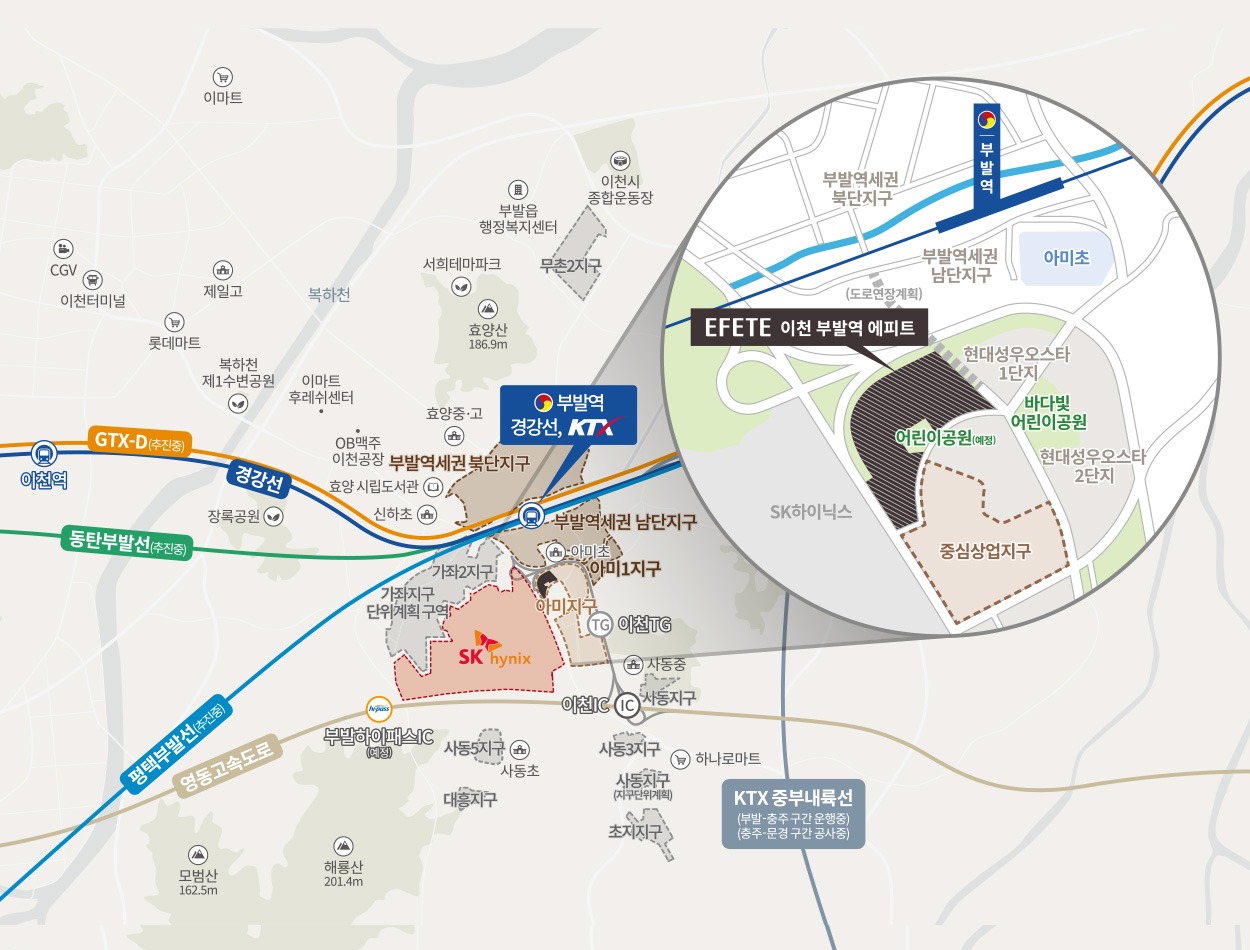 이마트
이천시
종합운동장
부발읍
행정복지센터
무촌2지구
CGV
이천터미널
제일고
복하천
서희테마파크
효양산
186.9m
롯데마트
복하천
제1수변공원
이마트
후레쉬센터
효양중·고
OB맥주
이천공장
부발역
경강선, KTX
GTX-D(추진중)
이천역
경강선
부발역세권 북단지구
효양 시립도서관
장록공원
신하초
부발역세권 남단지구
동탄부발선(추진중)
아미초
아미1지구
가좌2지구
가좌지구
단위계획 구역
아미지구
TG 이천TG
SK hynix
사동중
이천IC IC
사동지구
hi-pass
부발하이패스IC
(예정)
평택부발선(추진중)
영동고속도로
사동5지구
사동초
사동3지구
하나로마트
사동지구
(지구단위계획)
대흥지구
초지지구
KTX 중부내륙선
(부발-충주 구간 운행중)
(충주-문경 구간 공사중)
모범산
162.5m
해룡산
201.4m
부발역
부발역세권
북단지구
부발역세권
남단지구
아미초
(도로연장계획)
EFETE 이천 부발역 에피트
현대성우오스타
1단지
바다빛
어린이공원
어린이공원(예정)
현대성우오스타
2단지
SK하이닉스
중심상업지구